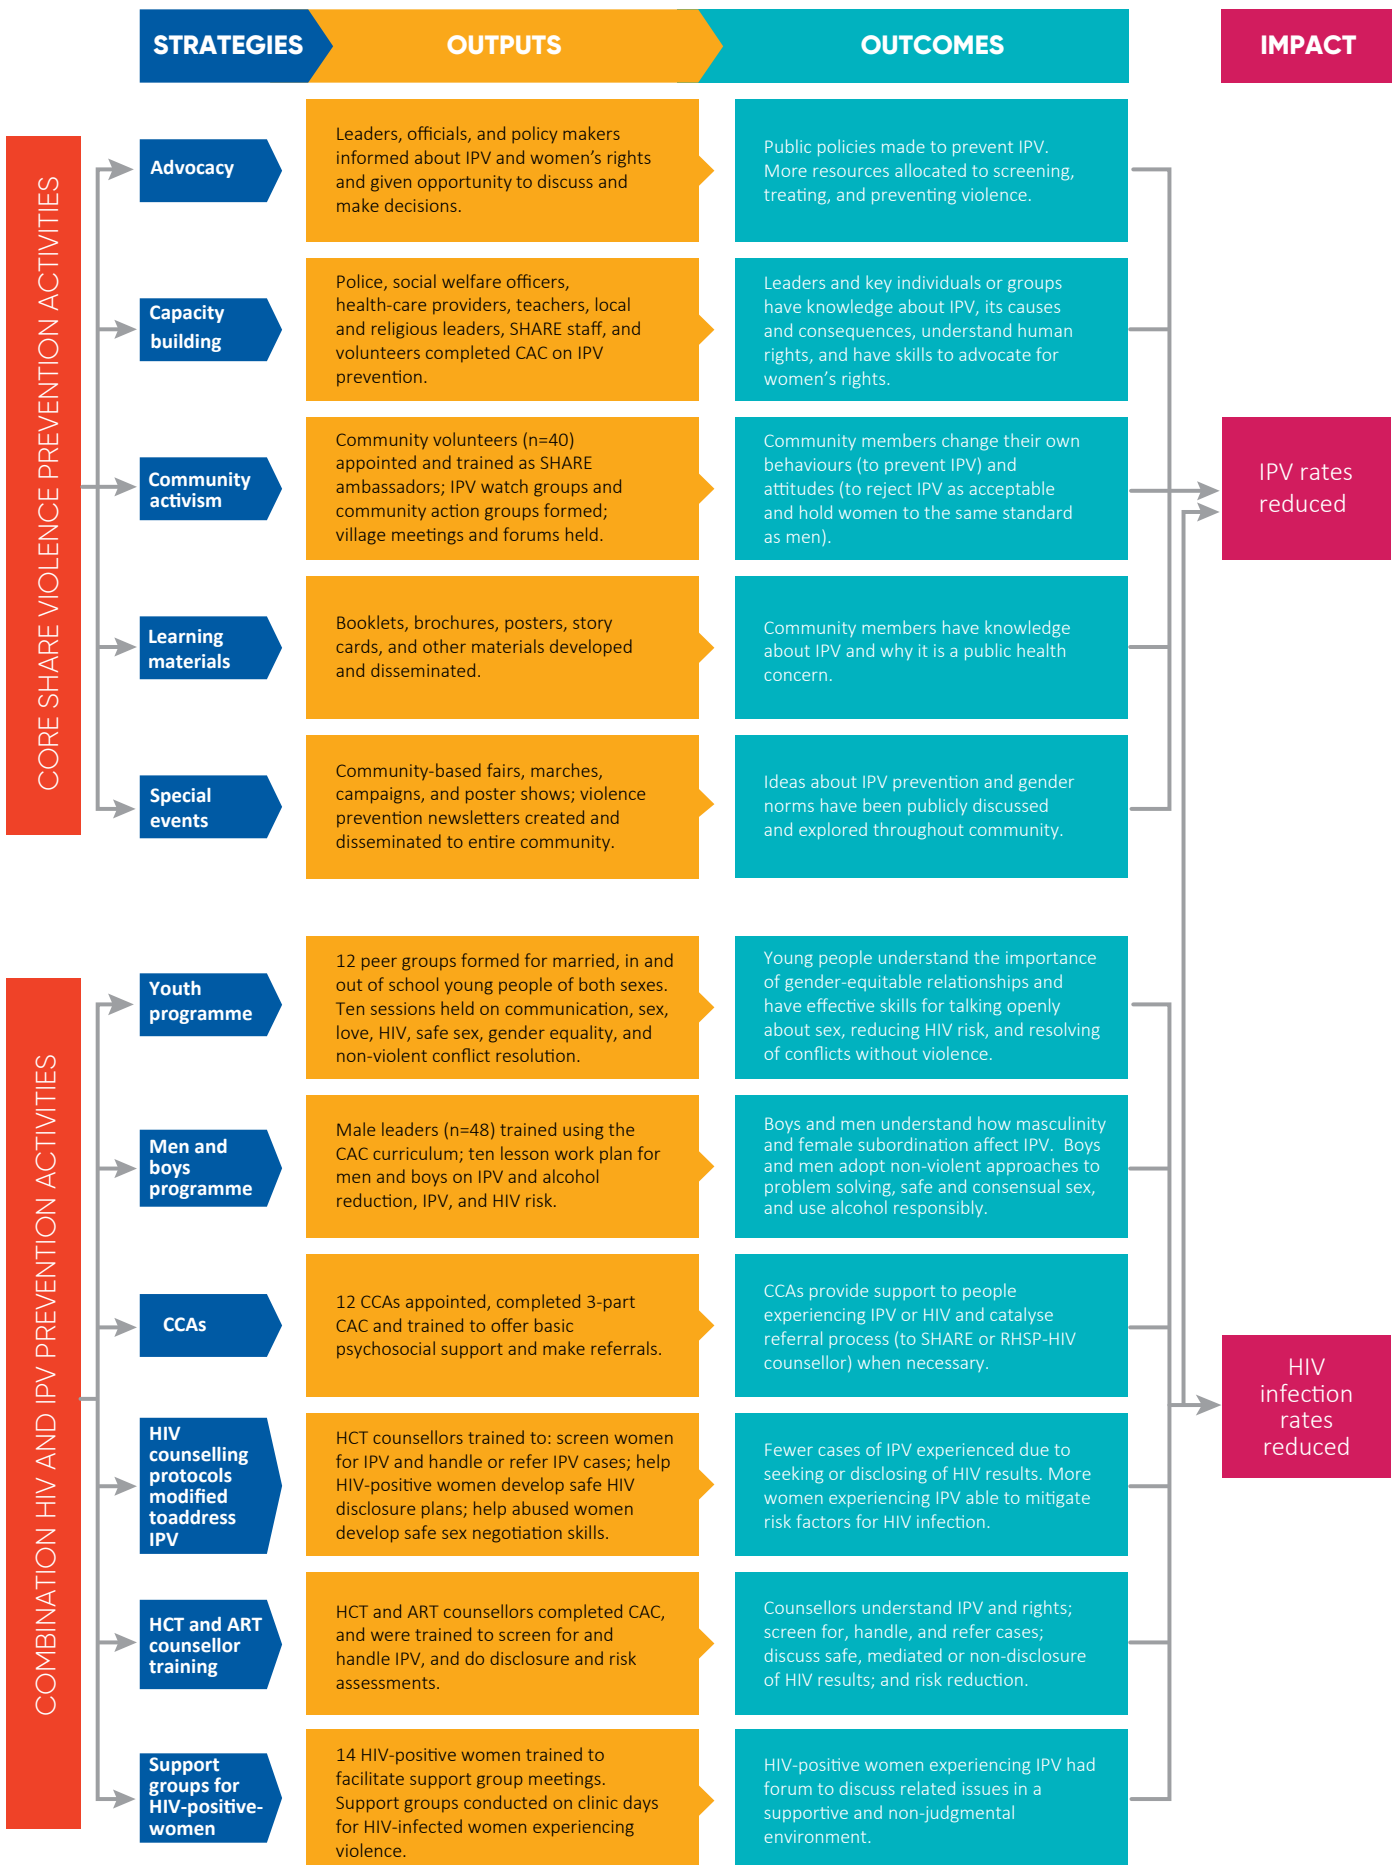 STRATEGIES
OUTPUTS
OUTCOMES
IMPACT
CORE SHARE VIOLENCE PREVENTION ACTIVITIES
Advocacy
Leaders, officials, and policy makers
informed about IPV and women’s rights
and given opportunity to discuss and
make decisions.
Public policies made to prevent IPV.
More resources allocated to screening,
treating, and preventing violence.
Capacity
building
Police, social welfare officers,
health-care providers, teachers, local
and religious leaders, SHARE staff, and
volunteers completed CAC on IPV
prevention.
Leaders and key individuals or groups
have knowledge about IPV, its causes
and consequences, understand human
rights, and have skills to advocate for
women’s rights.
Community
activism
Community volunteers (n=40)
appointed and trained as SHARE
ambassadors; IPV watch groups and
community action groups formed;
village meetings and forums held.
Community members change their own
behaviours (to prevent IPV) and
attitudes (to reject IPV as acceptable
and hold women to the same standard
as men).
IPV rates
reduced
Learning
materials
Booklets, brochures, posters, story
cards, and other materials developed
and disseminated.
Community members have knowledge
about IPV and why it is a public health
concern.
Special
events
Community-based fairs, marches,
campaigns, and poster shows; violence
prevention newsletters created and
disseminated to entire community.
Ideas about IPV prevention and gender
norms have been publicly discussed
and explored throughout community.
COMBINATION HIV AND IPV PREVENTION ACTIVITIES
Youth
programme
12 peer groups formed for married, in and
out of school young people of both sexes.
Ten sessions held on communication, sex,
love, HIV, safe sex, gender equality, and
non-violent conflict resolution.
Young people understand the importance
of gender-equitable relationships and
have effective skills for talking openly
about sex, reducing HIV risk, and resolving
of conflicts without violence.
Men and
boys
programme
Male leaders (n=48) trained using the
CAC curriculum; ten lesson work plan for
men and boys on IPV and alcohol
reduction, IPV, and HIV risk.
Boys and men understand how masculinity
and female subordination affect IPV.  Boys
and men adopt non-violent approaches to
problem solving, safe and consensual sex,
and use alcohol responsibly.
CCAs
12 CCAs appointed, completed 3-part
CAC and trained to offer basic
psychosocial support and make referrals.
CCAs provide support to people
experiencing IPV or HIV and catalyse
referral process (to SHARE or RHSP-HIV
counsellor) when necessary.
HIV
infection
rates
reduced
HIV
counselling
protocols
modified
toaddress
IPV
HCT counsellors trained to: screen women
for IPV and handle or refer IPV cases; help
HIV-positive women develop safe HIV
disclosure plans; help abused women
develop safe sex negotiation skills.
Fewer cases of IPV experienced due to
seeking or disclosing of HIV results. More
women experiencing IPV able to mitigate
risk factors for HIV infection.
HCT and ART
counsellor
training
HCT and ART counsellors completed CAC,
and were trained to screen for and
handle IPV, and do disclosure and risk
assessments.
Counsellors understand IPV and rights;
screen for, handle, and refer cases;
discuss safe, mediated or non-disclosure
of HIV results; and risk reduction.
Support
groups for
HIV-positive-
women
14 HIV-positive women trained to
facilitate support group meetings.
Support groups conducted on clinic days
for HIV-infected women experiencing
violence.
HIV-positive women experiencing IPV had
forum to discuss related issues in a
supportive and non-judgmental
environment.